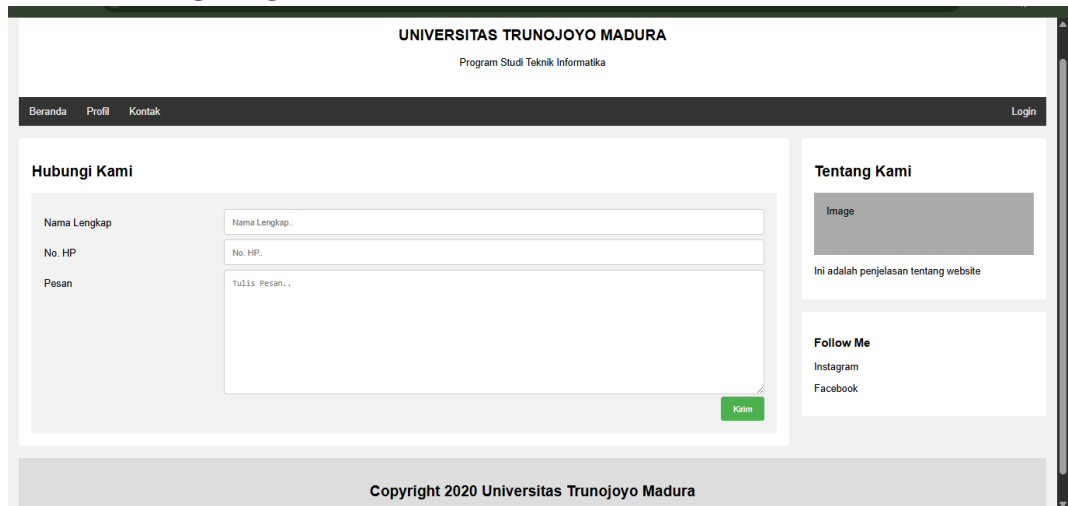 UNIVERSITAS TRUNOJOYO MADURA
Program Studi Teknik Informatika
Beranda Profil Kontak Login
Hubungi Kami
Nama Lengkap Nama Lengkap..
No. HP No. HP..
Pesan Tulis Pesan..
Kirim
Tentang Kami
Image
Ini adalah penjelasan tentang website
Follow Me
Instagram
Facebook
Copyright 2020 Universitas Trunojoyo Madura